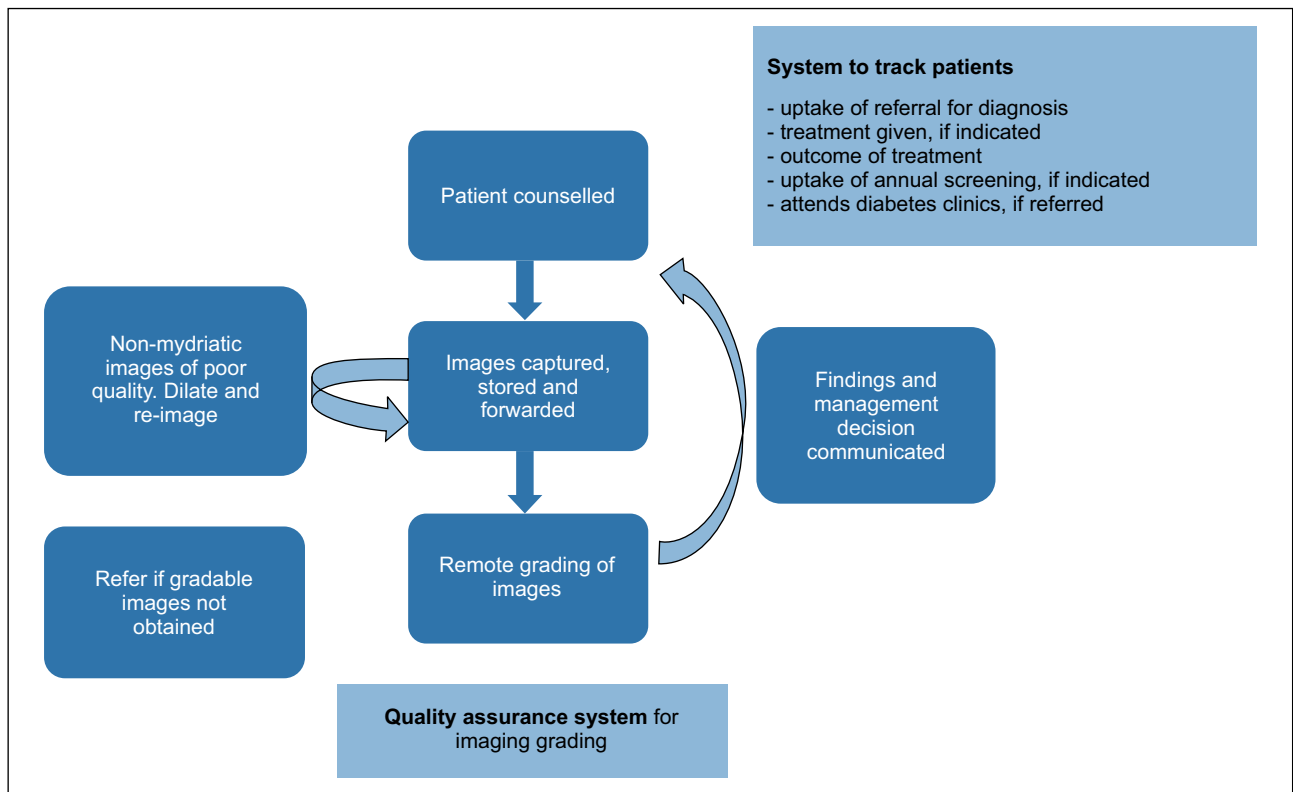 System to track patients
- uptake of referral for diagnosis
- treatment given, if indicated
- outcome of treatment
- uptake of annual screening, if indicated
- attends diabetes clinics, if referred
Patient counselled
Non-mydriatic
images of poor
quality. Dilate and
re-image
Images captured,
stored and
forwarded
Findings and
management
decision
communicated
Refer if gradable
images not
obtained
Remote grading of
images
Quality assurance system for
imaging grading